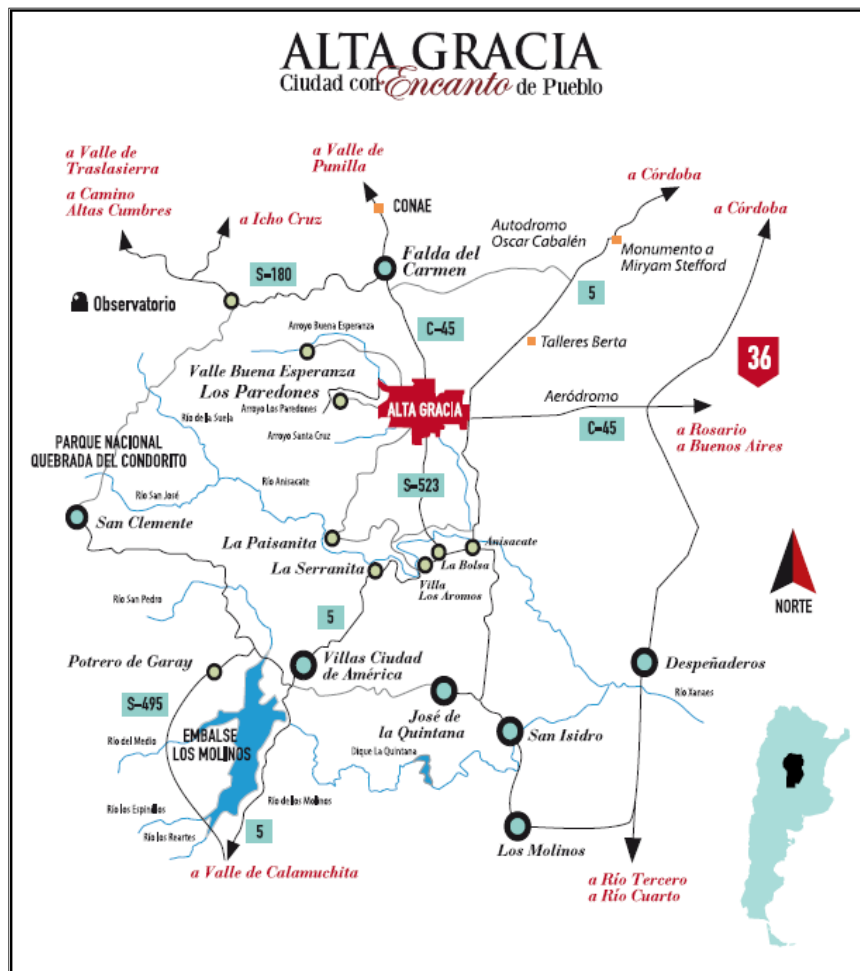 ALTA GRACIA
Ciudad con Encanto de Pueblo
a Valle de
Traslasierra
a Camino
Altas Cumbres
a Icho Cruz
a Valle de
Punilla
CONAE
a Córdoba
a Córdoba
Autodromo
Oscar Cabalén
Monumento a
Miryam Stefford
Falda del
Carmen
S-180
5
Observatorio
Arroyo Buena Esperanza
C-45
Talleres Berta
36
Valle Buena Esperanza
Los Paredones
ALTA GRACIA
Aeródromo
C-45
Río de la Suela
Arroyo Los Paredones
Arroyo Santa Cruz
a Rosario
a Buenos Aires
PARQUE NACIONAL
QUEBRADA DEL CONDORITO
Río San José
Río Anisacate
S-523
San Clemente
La Paisanita
La Serranita
La Bolsa
Anisacate
Villa
Los Aromos
NORTE
Río San Pedro
5
Potrero de Garay
Villas Ciudad
de América
Despeñaderos
Río Xanaes
S-495
José de
la Quintana
San Isidro
EMBALSE
LOS MOLINOS
Río del Medio
Dique La Quintana
Río de los Molinos
Río los Espinillos
Río los Reartes
5
Los Molinos
a Valle de Calamuchita
a Río Tercero
a Río Cuarto